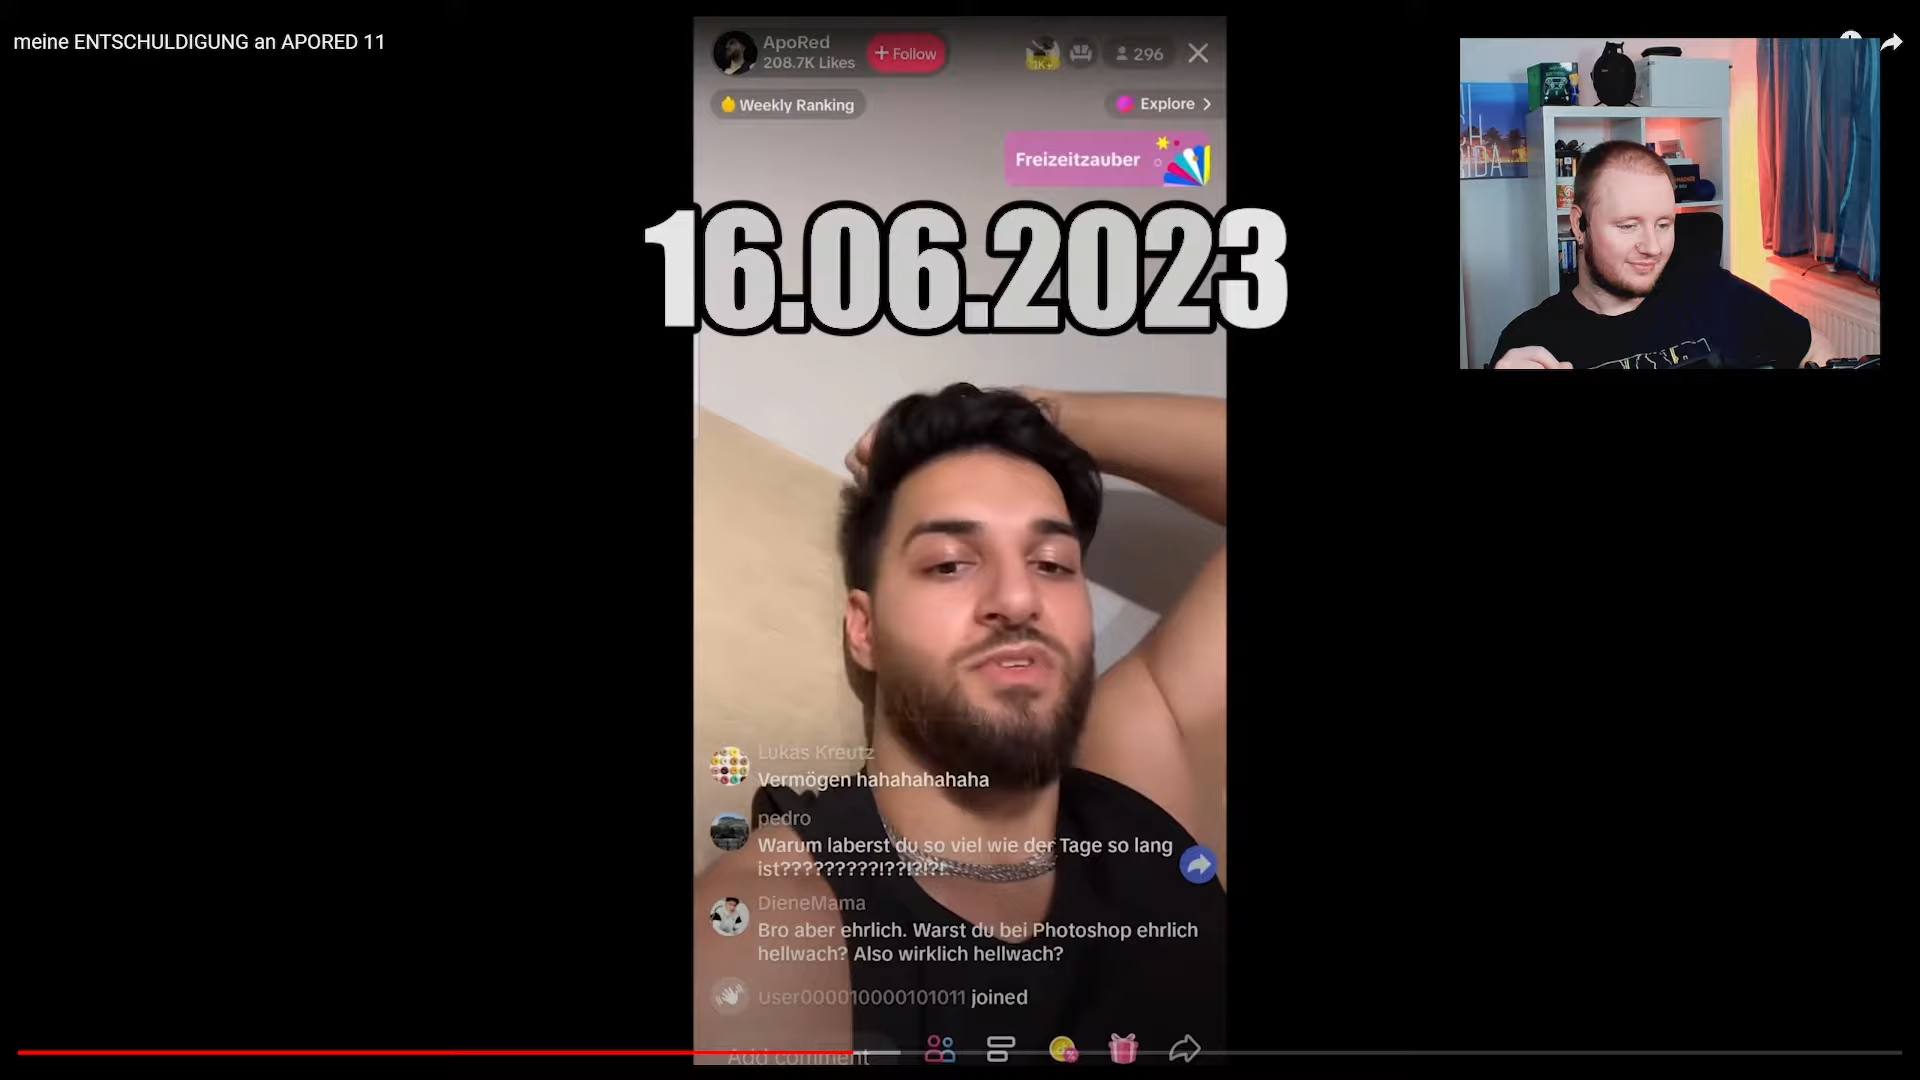 meine ENTSCHULDIGUNG an APORED 11
ApoRed
208.7K Likes
+ Follow
1K+
296
Weekly Ranking
Explore >
Freizeitzauber
16.06.2023
Lukas Kreutz
Vermögen hahahahahaha
pedro
Warum laberst du so viel wie der Tage so lang
ist?????????!??!?!?!
DieneMama
Bro aber ehrlich. Warst du bei Photoshop ehrlich
hellwach? Also wirklich hellwach?
user000010000101011 joined
Add comment